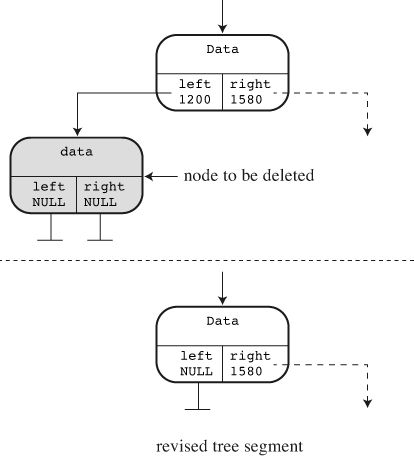 Data
left right
1200 1580
data
left right
NULL NULL
node to be deleted
Data
left right
NULL 1580
revised tree segment